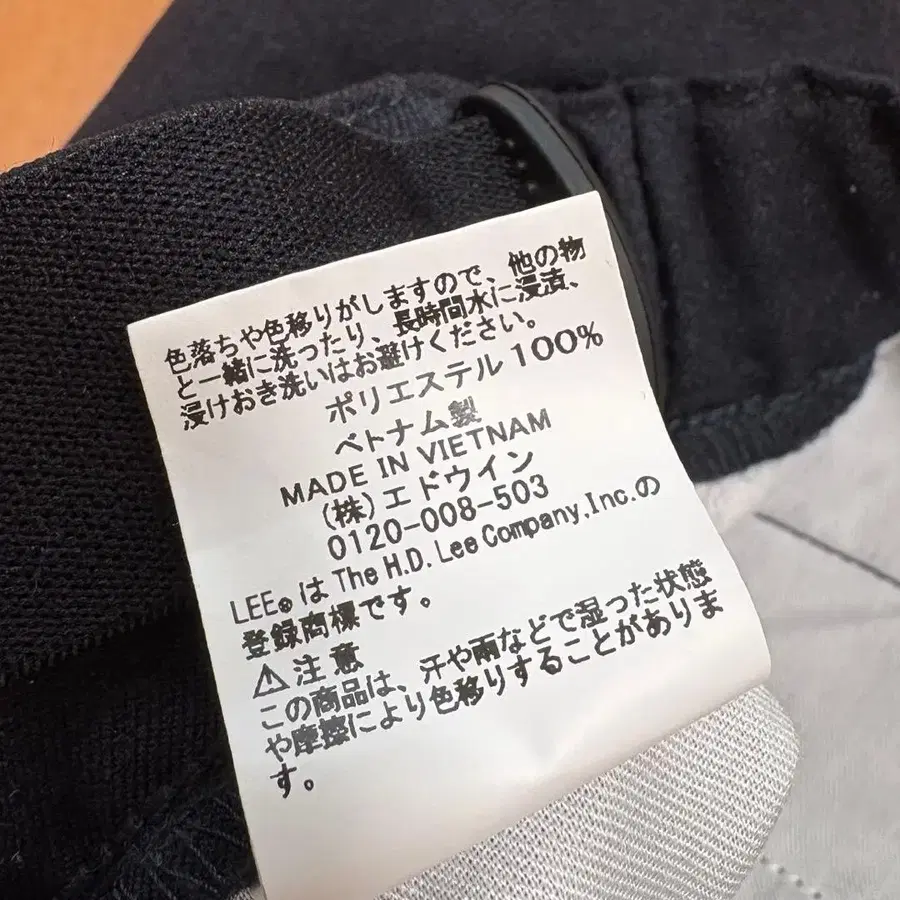 色落ちや色移りがしますので、他の物
と一緒に洗ったり、長時間水に浸漬、
浸けおき洗いはお避けください。
ポリエステル 100%
ベトナム製
MADE IN VIETNAM
(株)エドウイン
0120-008-503
LEE® は The H.D. Lee Company, Inc. の
登録商標です。
⚠注意
この商品は、汗や雨などで湿った状態
や摩擦により色移りすることがありま
す。